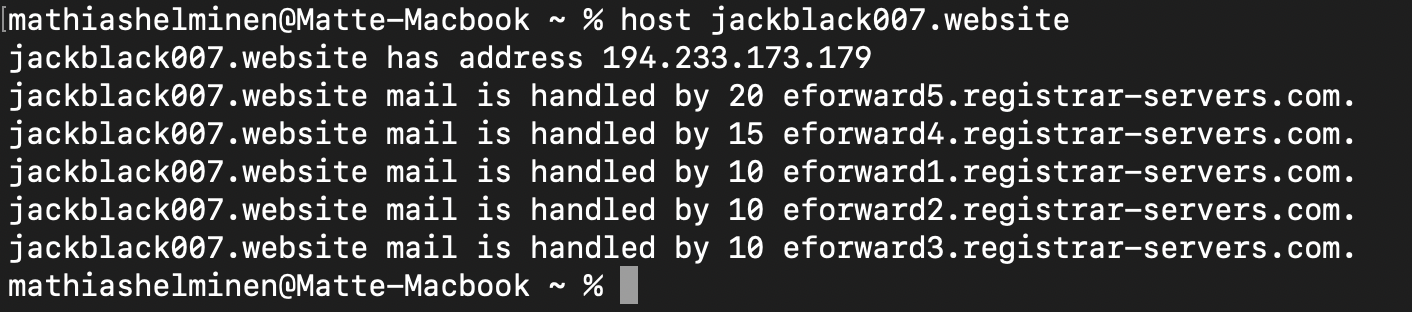 [mathiashelminen@Matte-Macbook ~ % host jackblack007.website
jackblack007.website has address 194.233.173.179
jackblack007.website mail is handled by 20 eforward5.registrar-servers.com.
jackblack007.website mail is handled by 15 eforward4.registrar-servers.com.
jackblack007.website mail is handled by 10 eforward1.registrar-servers.com.
jackblack007.website mail is handled by 10 eforward2.registrar-servers.com.
jackblack007.website mail is handled by 10 eforward3.registrar-servers.com.
mathiashelminen@Matte-Macbook ~ %